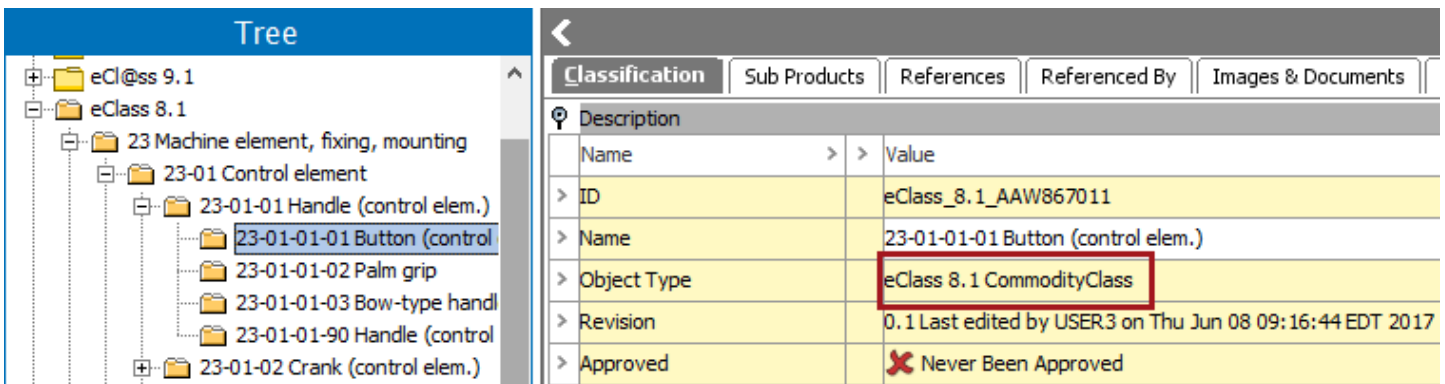 Tree
eCl@ss 9.1
eClass 8.1
23 Machine element, fixing, mounting
23-01 Control element
23-01-01 Handle (control elem.)
23-01-01-01 Button (control
23-01-01-02 Palm grip
23-01-01-03 Bow-type handl
23-01-01-90 Handle (control
23-01-02 Crank (control elem.)
Classification Sub Products References Referenced By Images & Documents
Description
Name > > Value
> ID eClass_8.1_AAW867011
> Name 23-01-01-01 Button (control elem.)
> Object Type eClass 8.1 CommodityClass
> Revision 0.1 Last edited by USER3 on Thu Jun 08 09:16:44 EDT 2017
> Approved Never Been Approved